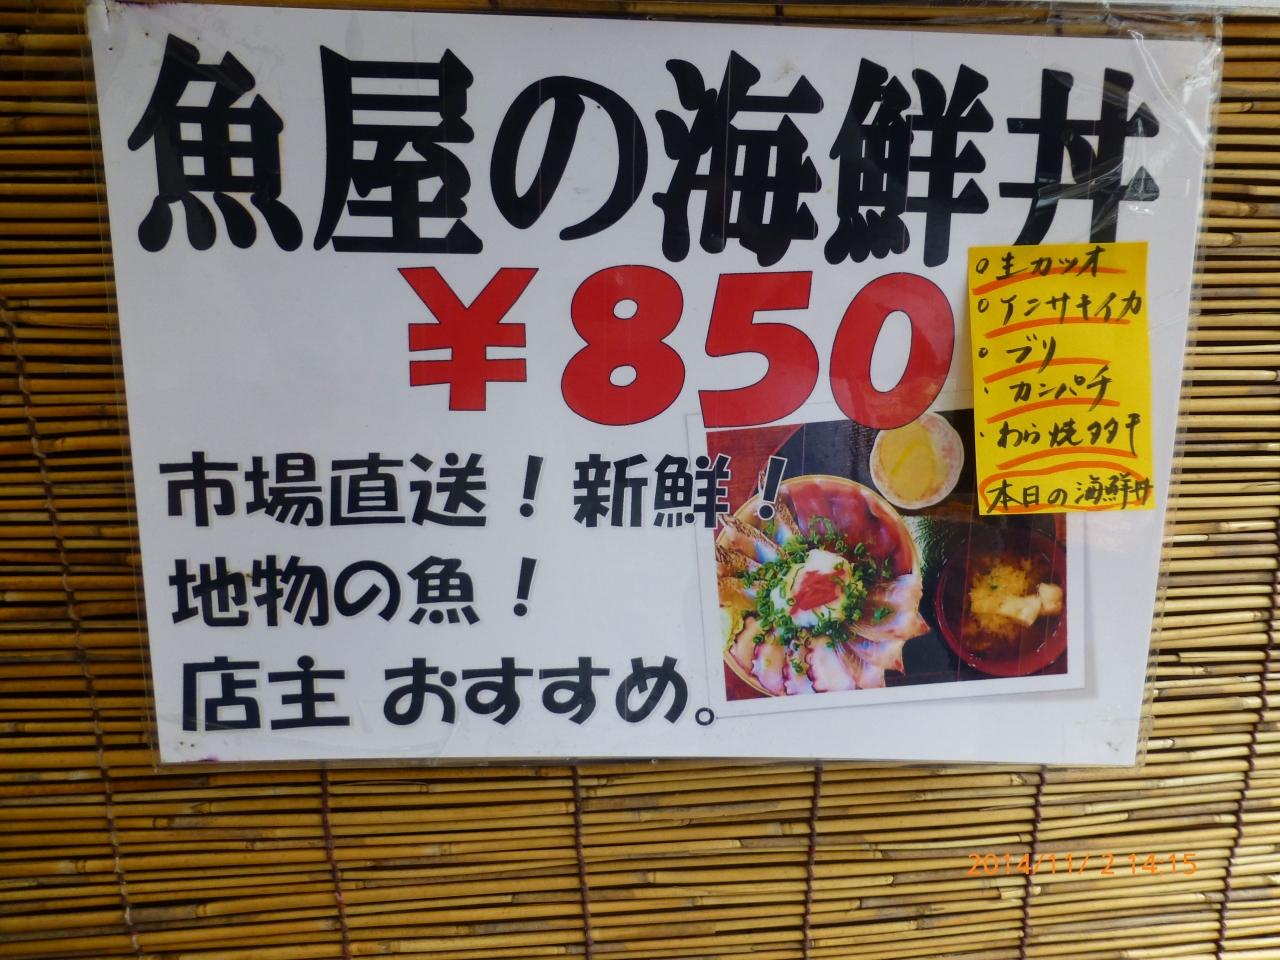 魚屋の海鮮丼
¥850
市場直送！新鮮！
地物の魚！
店主 おすすめ。
○生カツオ
○アンサキイカ
○ブリ
・カンパチ
・わら焼タタキ
本日の海鮮丼
2014/11/ 2 14:15